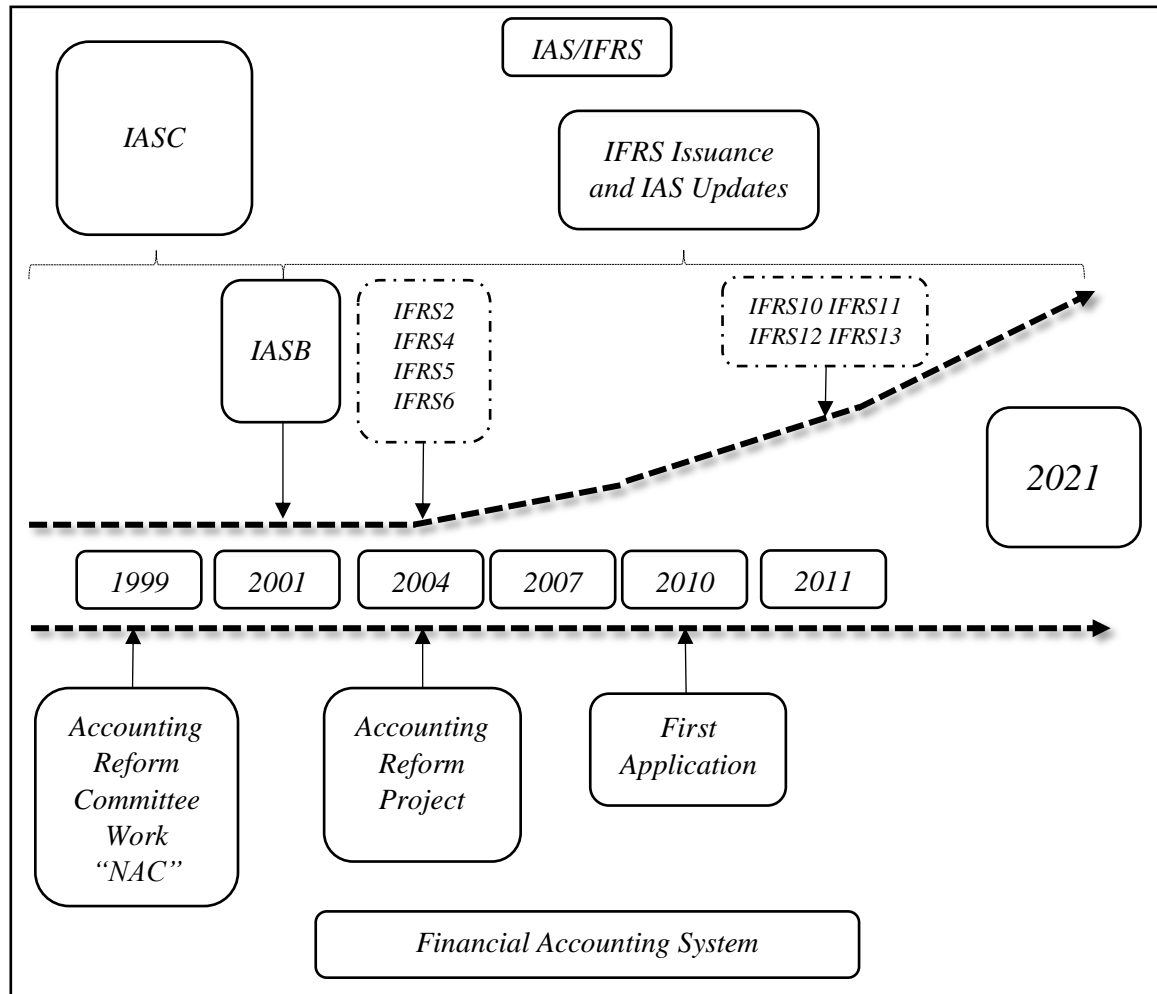 IAS/IFRS
IASC
IFRS Issuance
and IAS Updates
IASB
IFRS2
IFRS4
IFRS5
IFRS6
IFRS10 IFRS11
IFRS12 IFRS13
2021
1999
2001
2004
2007
2010
2011
Accounting
Reform
Committee
Work
“NAC”
Accounting
Reform
Project
First
Application
Financial Accounting System